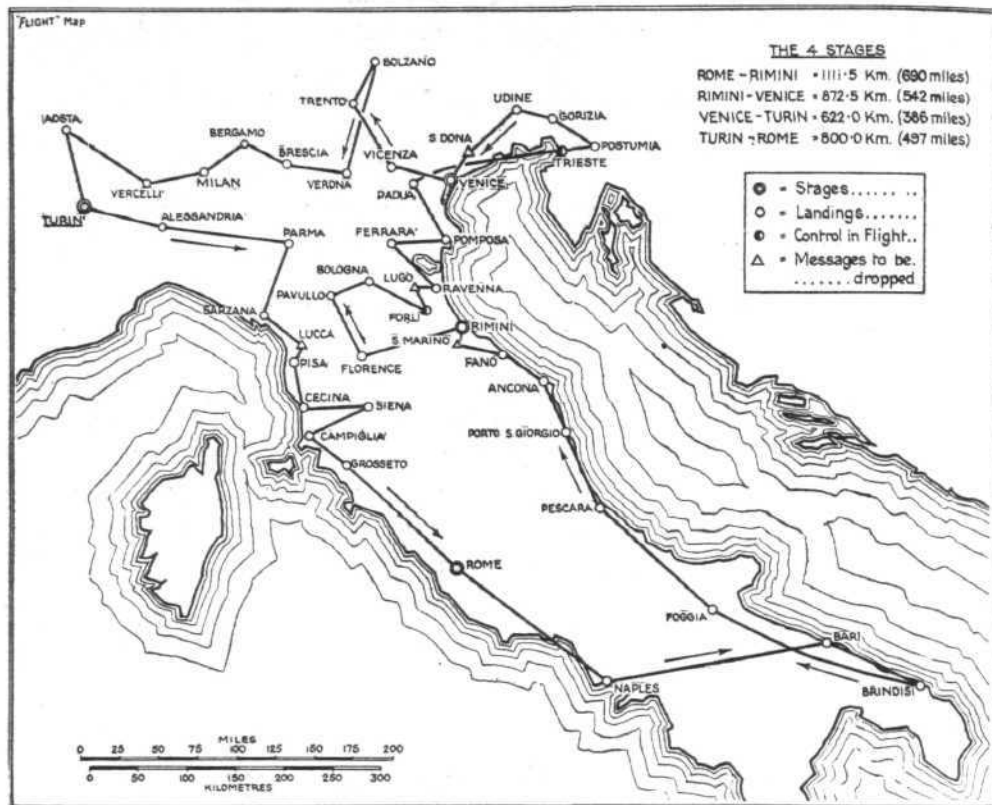 "FLIGHT" MAP
THE 4 STAGES
ROME - RIMINI = 1111·5 Km. (690 miles)
RIMINI - VENICE = 872·5 Km. (542 miles)
VENICE - TURIN = 622·0 Km. (386 miles)
TURIN - ROME = 800·0 Km. (497 miles)
= Stages.........
= Landings.......
= Control in Flight..
= Messages to be.
....... dropped
BOLZANO
TRENTO
UDINE
GORIZIA
AOSTA
BERGAMO
S DONA
POSTUMIA
BRESCIA
VICENZA
TRIESTE
VERCELLI
MILAN
VERONA
PADUA
VENICE
TURIN
ALESSANDRIA
PARMA
FERRARA
POMPOSA
BOLOGNA
LUGO
RAVENNA
PAVULLO
FORLI
SARZANA
RIMINI
LUCCA
S. MARINO
PISA
FLORENCE
FANO
ANCONA
CECINA
SIENA
CAMPIGLIA
PORTO S. GIORGIO
GROSSETO
PESCARA
ROME
FOGGIA
BARI
NAPLES
BRINDISI
MILES
0 25 50 75 100 125 150 175 200
0 50 100 150 200 250 300
KILOMETRES